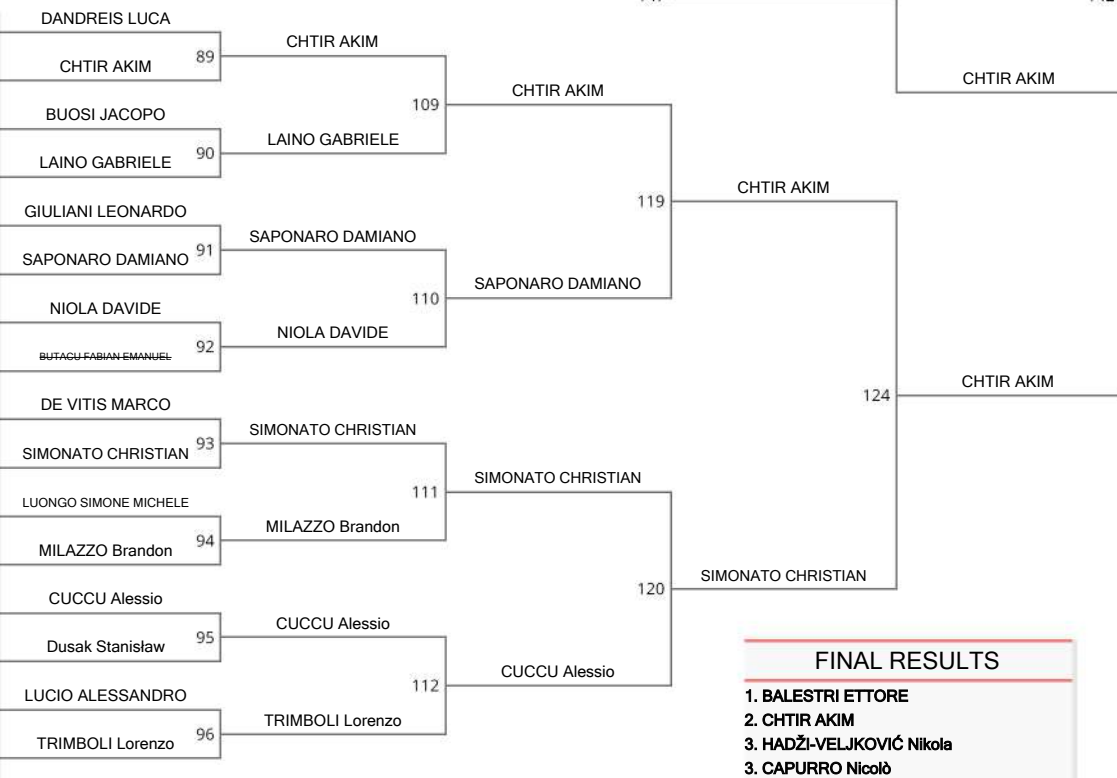 DANDREIS LUCA
89
CHTIR AKIM
CHTIR AKIM
BUOSI JACOPO
90
LAINO GABRIELE
LAINO GABRIELE
109
CHTIR AKIM
GIULIANI LEONARDO
91
SAPONARO DAMIANO
SAPONARO DAMIANO
NIOLA DAVIDE
92
BUTACU FABIAN EMANUEL
NIOLA DAVIDE
110
SAPONARO DAMIANO
119
CHTIR AKIM
DE VITIS MARCO
93
SIMONATO CHRISTIAN
SIMONATO CHRISTIAN
LUONGO SIMONE MICHELE
94
MILAZZO Brandon
MILAZZO Brandon
111
SIMONATO CHRISTIAN
CUCCU Alessio
95
Dusak Stanisław
CUCCU Alessio
LUCIO ALESSANDRO
96
TRIMBOLI Lorenzo
TRIMBOLI Lorenzo
112
CUCCU Alessio
120
SIMONATO CHRISTIAN
124
CHTIR AKIM
CHTIR AKIM
FINAL RESULTS
1. BALESTRI ETTORE
2. CHTIR AKIM
3. HADŽI-VELJKOVIĆ Nikola
3. CAPURRO Nicolò